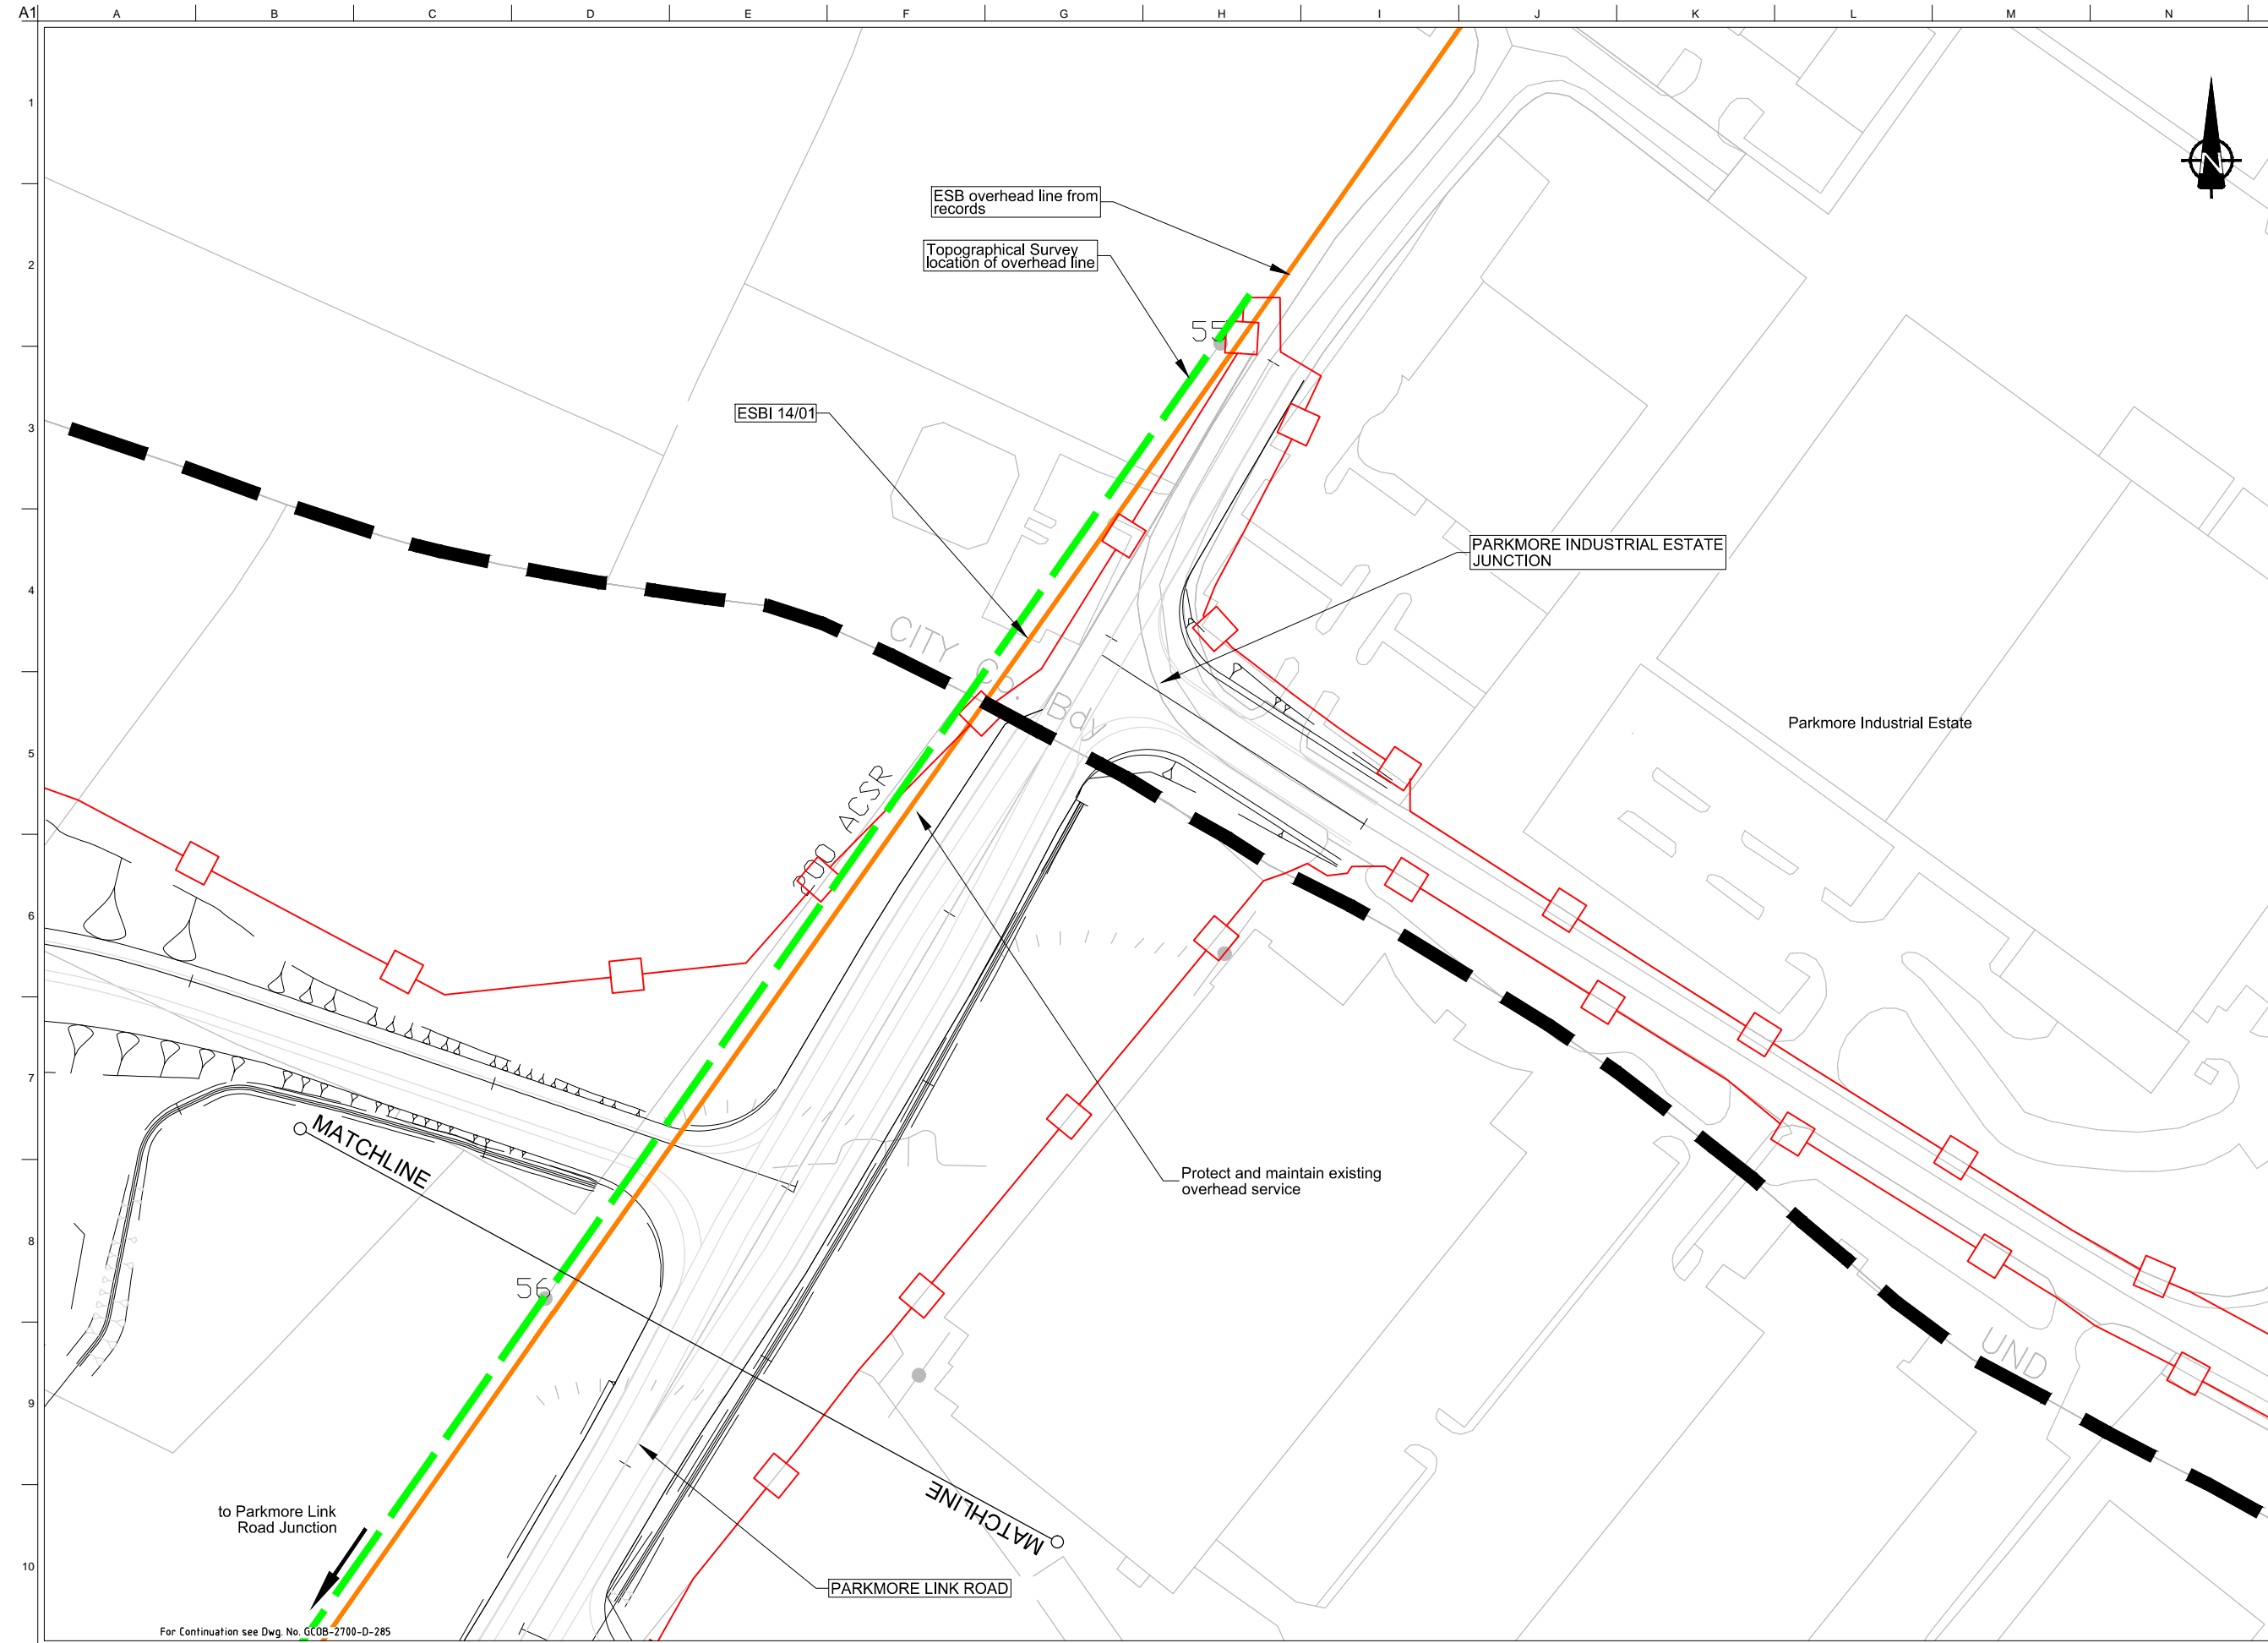 A1
A B C D E F G H I J K L M N
1
N
ESB overhead line from
records
2
Topographical Survey
location of overhead line
55
3
ESBI 14/01
PARKMORE INDUSTRIAL ESTATE
JUNCTION
4
CITY Co. Bdy
Parkmore Industrial Estate
5
ACSR
6
7
MATCHLINE
Protect and maintain existing
overhead service
8
56
UND
9
MATCHLINE
to Parkmore Link
Road Junction
10
PARKMORE LINK ROAD
For Continuation see Dwg. No. GCOB-2700-D-285